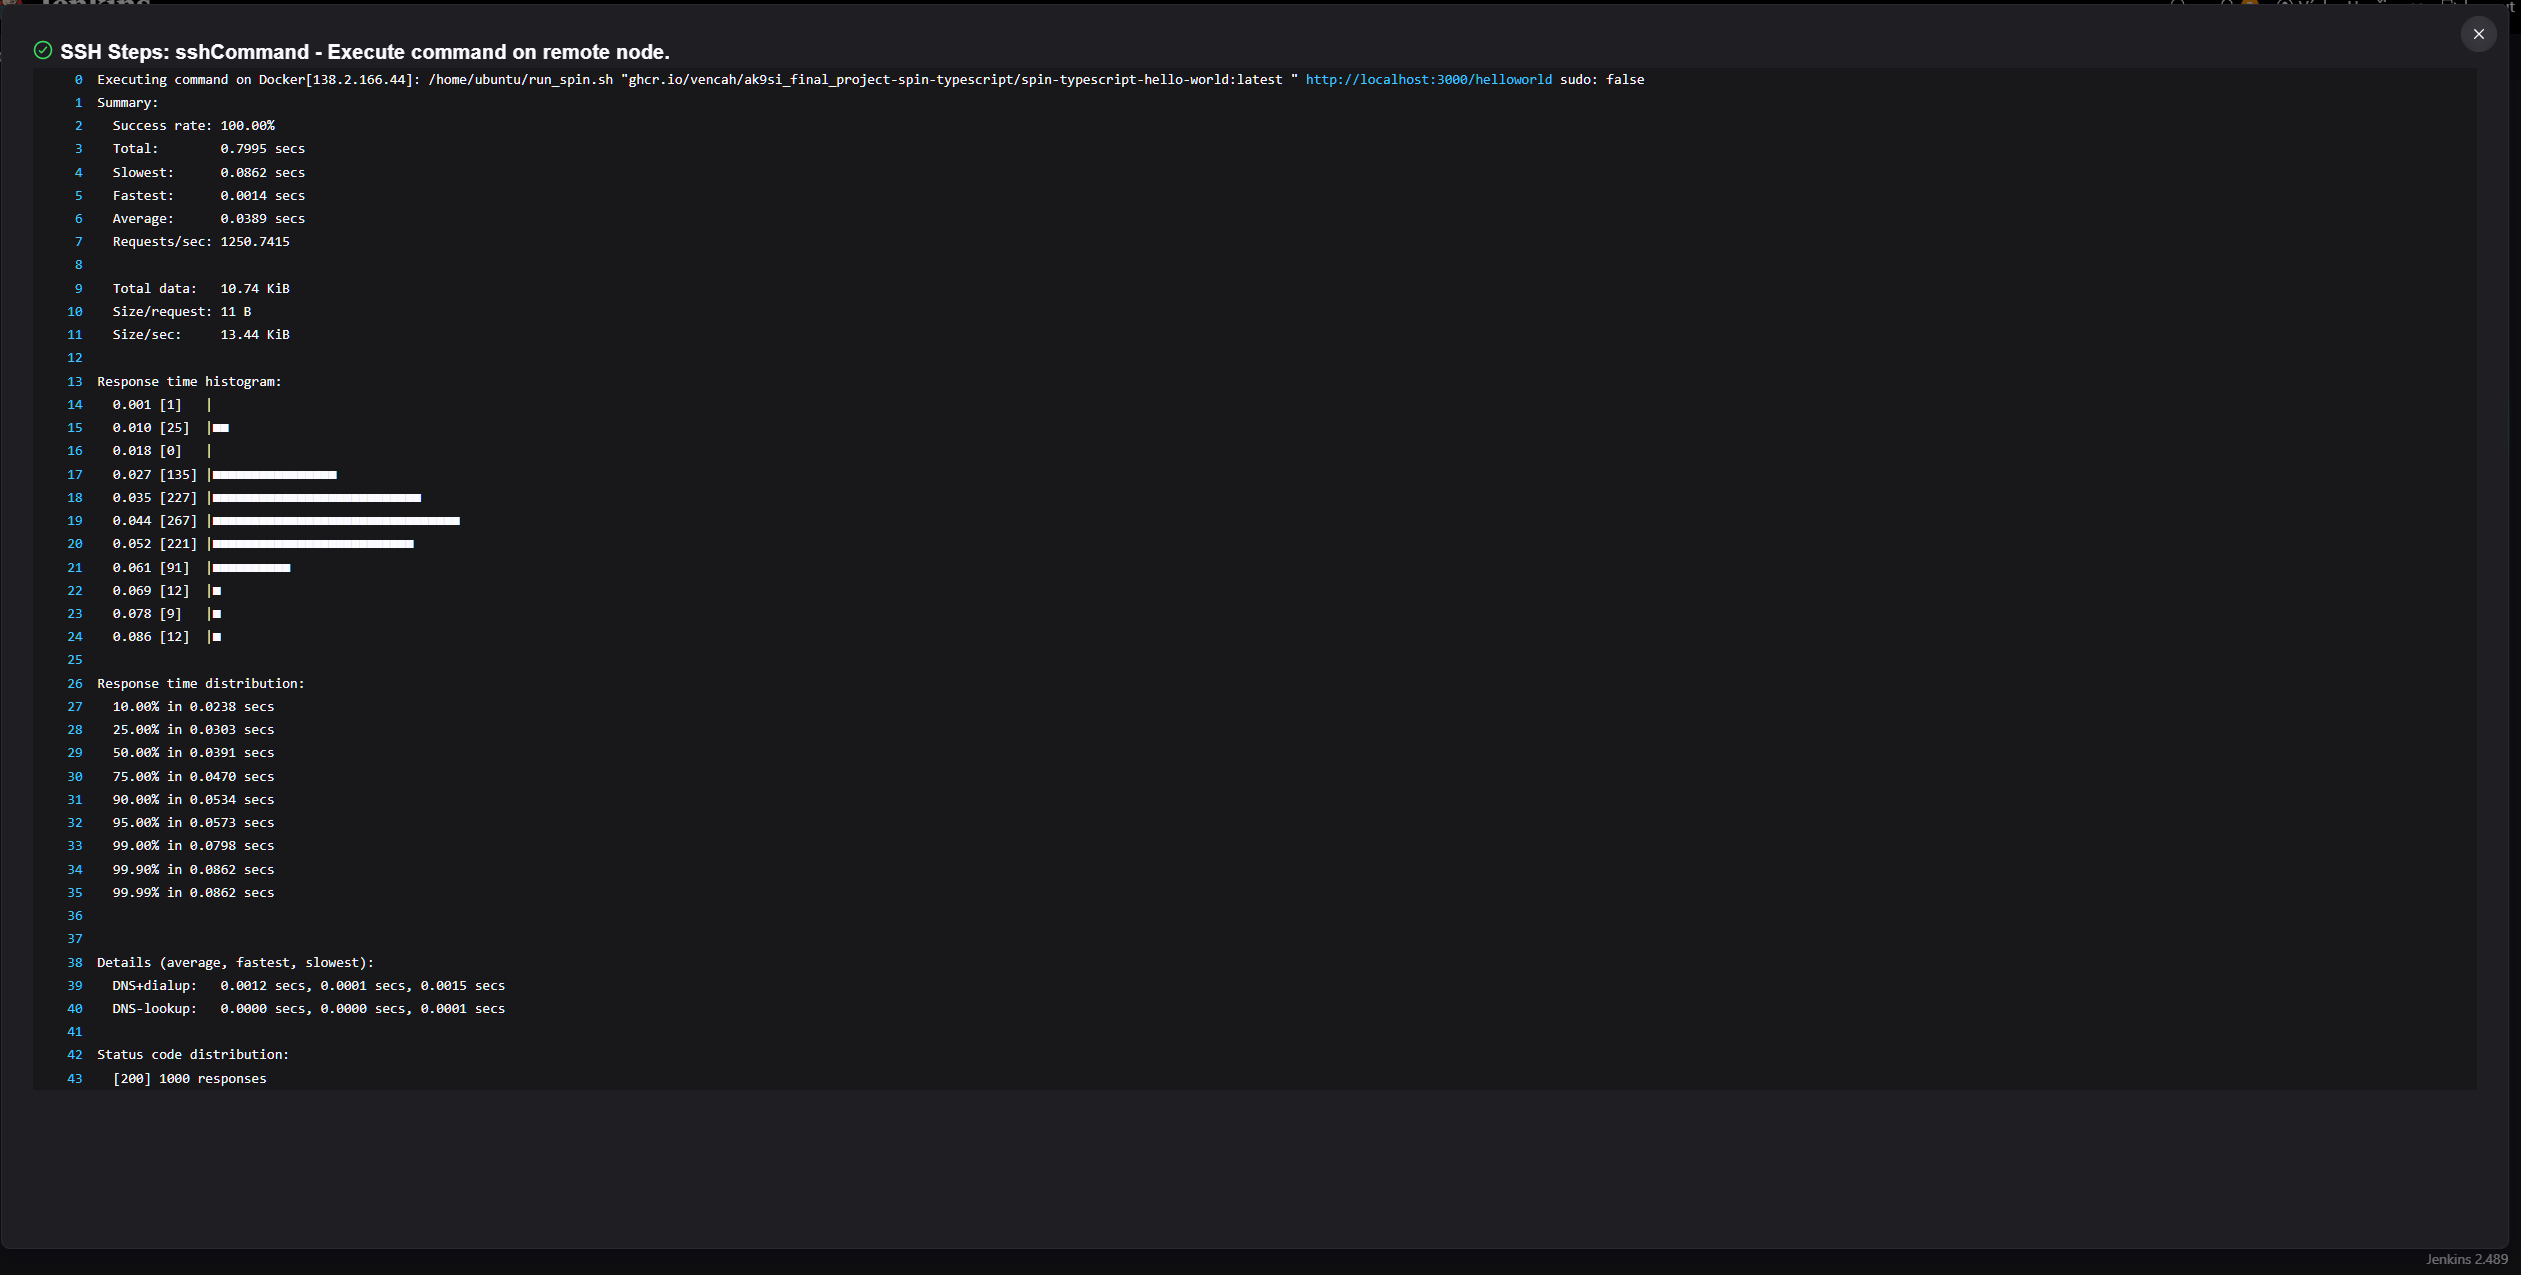 SSH Steps: sshCommand - Execute command on remote node.
0 Executing command on Docker[138.2.166.44]: /home/ubuntu/run_spin.sh "ghcr.io/vencah/ak9si_final_project-spin-typescript/spin-typescript-hello-world:latest " http://localhost:3000/helloworld sudo: false
1 Summary:
2 Success rate: 100.00%
3 Total: 0.7995 secs
4 Slowest: 0.0862 secs
5 Fastest: 0.0014 secs
6 Average: 0.0389 secs
7 Requests/sec: 1250.7415
8
9 Total data: 10.74 KiB
10 Size/request: 11 B
11 Size/sec: 13.44 KiB
12
13 Response time histogram:
14 0.001 [1] |
15 0.010 [25] |■■
16 0.018 [0] |
17 0.027 [135] |■■■■■■■■■■■■■■■■
18 0.035 [227] |■■■■■■■■■■■■■■■■■■■■■■■■■■■
19 0.044 [267] |■■■■■■■■■■■■■■■■■■■■■■■■■■■■■■■■
20 0.052 [221] |■■■■■■■■■■■■■■■■■■■■■■■■■■
21 0.061 [91] |■■■■■■■■■■
22 0.069 [12] |■
23 0.078 [9] |■
24 0.086 [12] |■
25
26 Response time distribution:
27 10.00% in 0.0238 secs
28 25.00% in 0.0303 secs
29 50.00% in 0.0391 secs
30 75.00% in 0.0470 secs
31 90.00% in 0.0534 secs
32 95.00% in 0.0573 secs
33 99.00% in 0.0798 secs
34 99.90% in 0.0862 secs
35 99.99% in 0.0862 secs
36
37
38 Details (average, fastest, slowest):
39 DNS+dialup: 0.0012 secs, 0.0001 secs, 0.0015 secs
40 DNS-lookup: 0.0000 secs, 0.0000 secs, 0.0001 secs
41
42 Status code distribution:
43 [200] 1000 responses
Jenkins 2.489